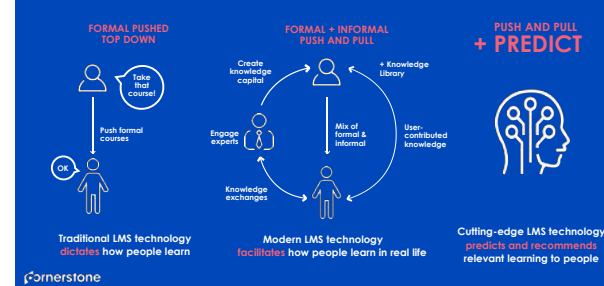 FORMAL PUSHED
TOP DOWN
Take
that
course!
Push formal
courses
OK
Traditional LMS technology
dictates how people learn
FORMAL + INFORMAL
PUSH AND PULL
Create
knowledge
capital
+ Knowledge
Library
Engage
experts
Mix of
formal &
informal
User-
contributed
knowledge
Knowledge
exchanges
Modern LMS technology
facilitates how people learn in real life
PUSH AND PULL
+ PREDICT
Cutting-edge LMS technology
predicts and recommends
relevant learning to people
cornerstone